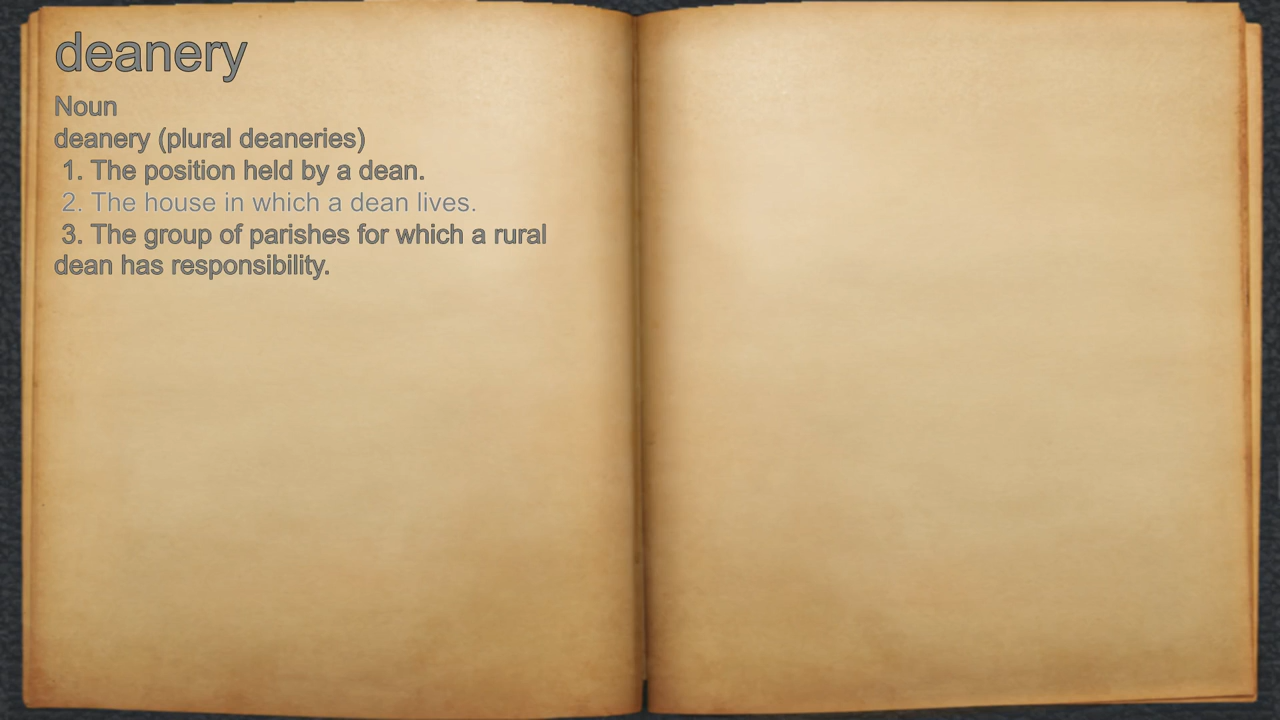 deanery
Noun
deanery (plural deaneries)
1. The position held by a dean.
2. The house in which a dean lives.
3. The group of parishes for which a rural
dean has responsibility.